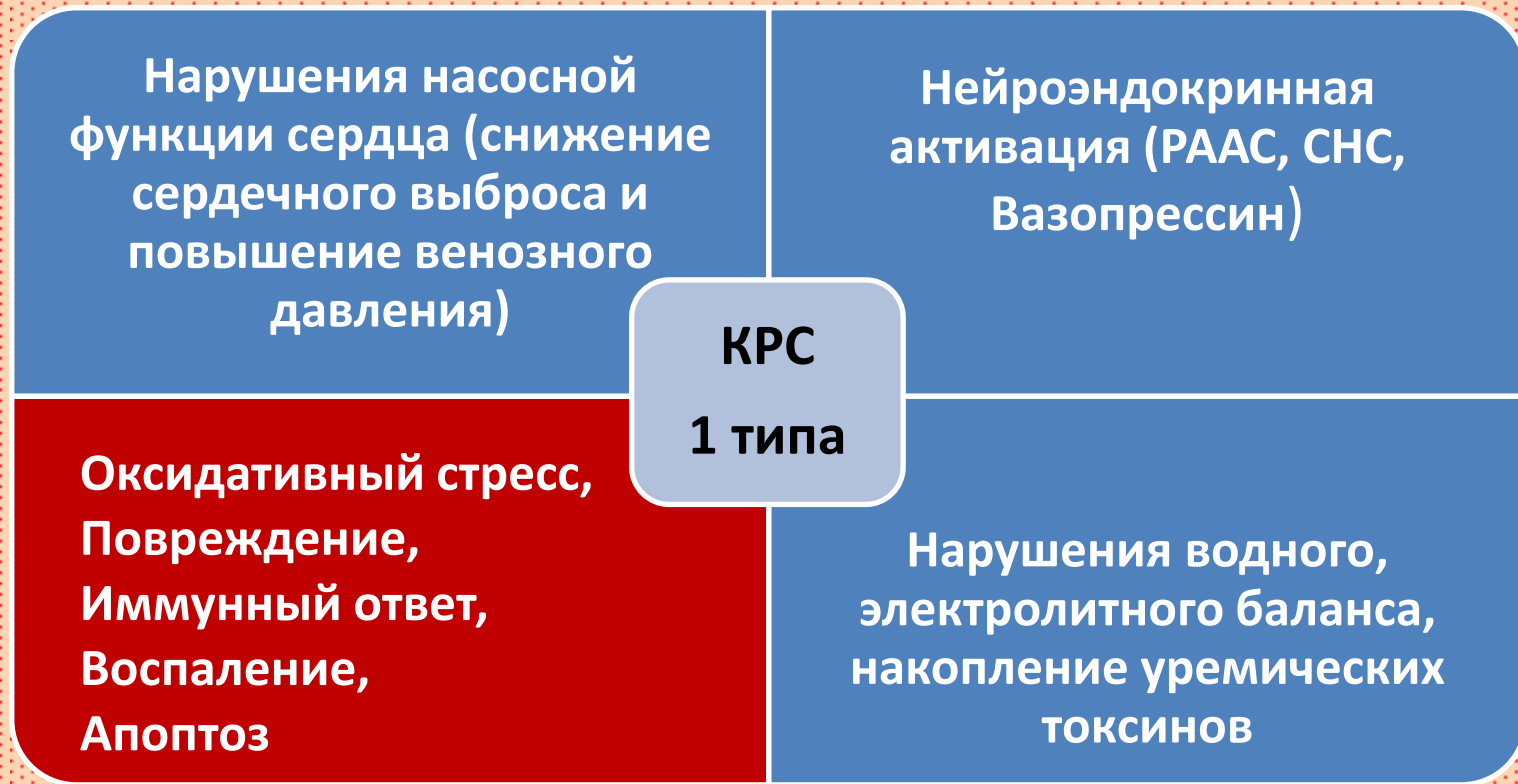 Нарушения насосной
функции сердца (снижение
сердечного выброса и
повышение венозного
давления)
Нейроэндокринная
активация (РААС, СНС,
Вазопрессин)
КРС
1 типа
Оксидативный стресс,
Повреждение,
Иммунный ответ,
Воспаление,
Апоптоз
Нарушения водного,
электролитного баланса,
накопление уремических
токсинов